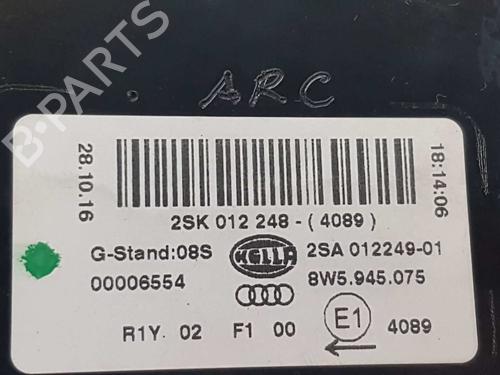 B-PARTS
ARC
28.10.16
18:14:06
2SK 012 248-(4089)
G-Stand:08S
HELLA
2SA 012249-01
00006554
8W5.945.075
R1Y 02
F1 00
E1
4089